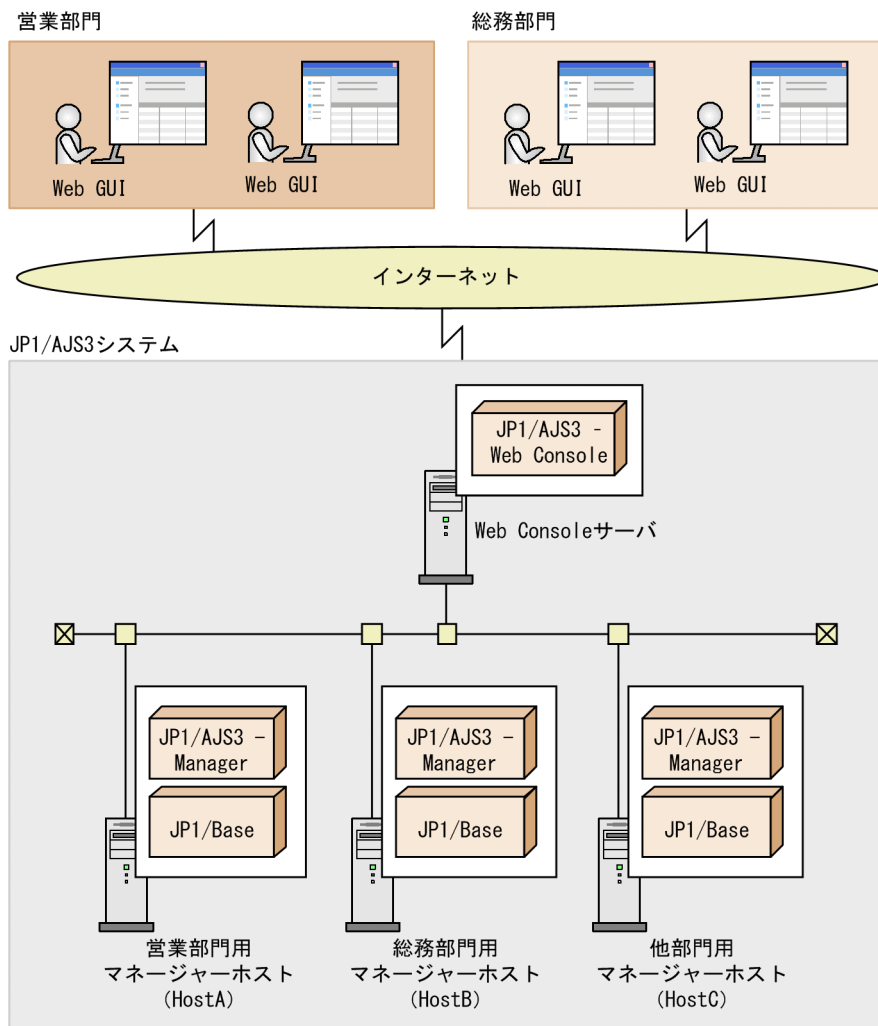 営業部門
総務部門
Web GUI
Web GUI
Web GUI
Web GUI
インターネット
JP1/AJS3システム
JP1/AJS3 -
Web Console
Web Consoleサーバ
JP1/AJS3 -
Manager
JP1/Base
JP1/AJS3 -
Manager
JP1/Base
JP1/AJS3 -
Manager
JP1/Base
営業部門用
マネージャーホスト
(HostA)
総務部門用
マネージャーホスト
(HostB)
他部門用
マネージャーホスト
(HostC)